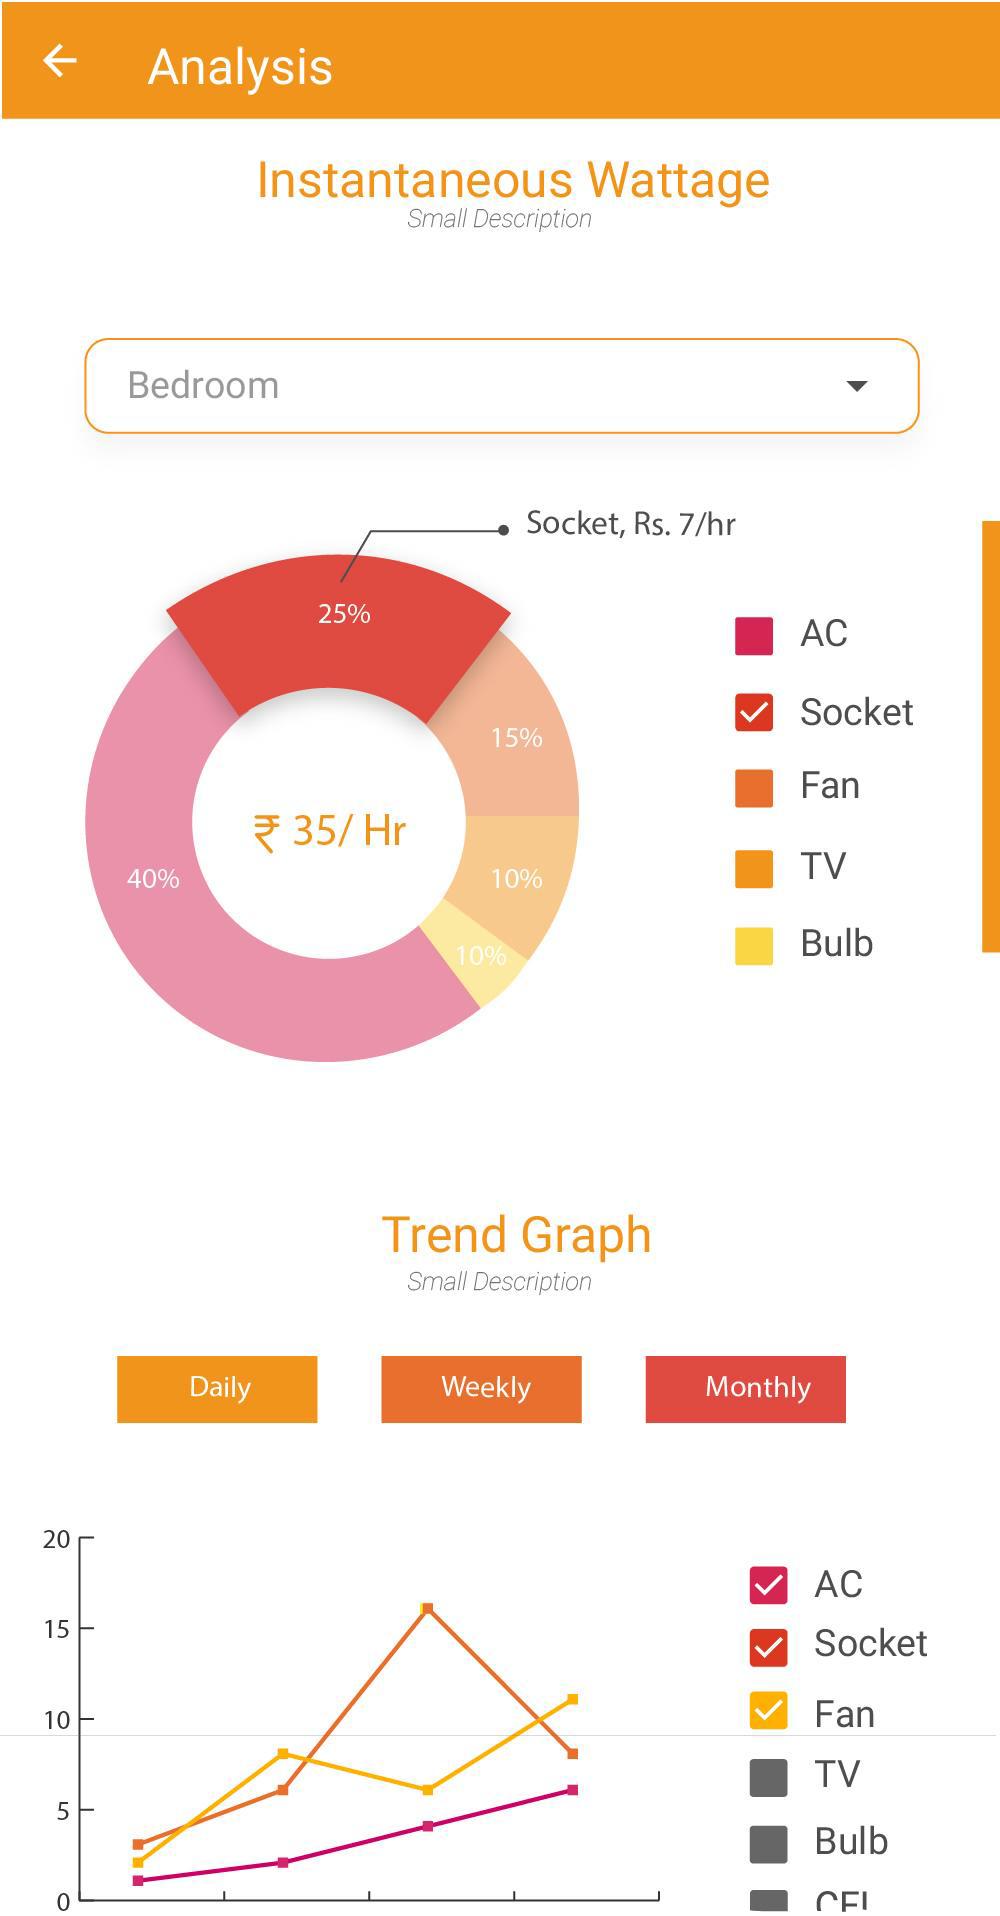 Analysis
Instantaneous Wattage
Small Description
Bedroom
Socket, Rs. 7/hr
25%
15%
10%
10%
40%
₹ 35/ Hr
AC
Socket
Fan
TV
Bulb
Trend Graph
Small Description
Daily
Weekly
Monthly
20
15
10
5
0
AC
Socket
Fan
TV
Bulb